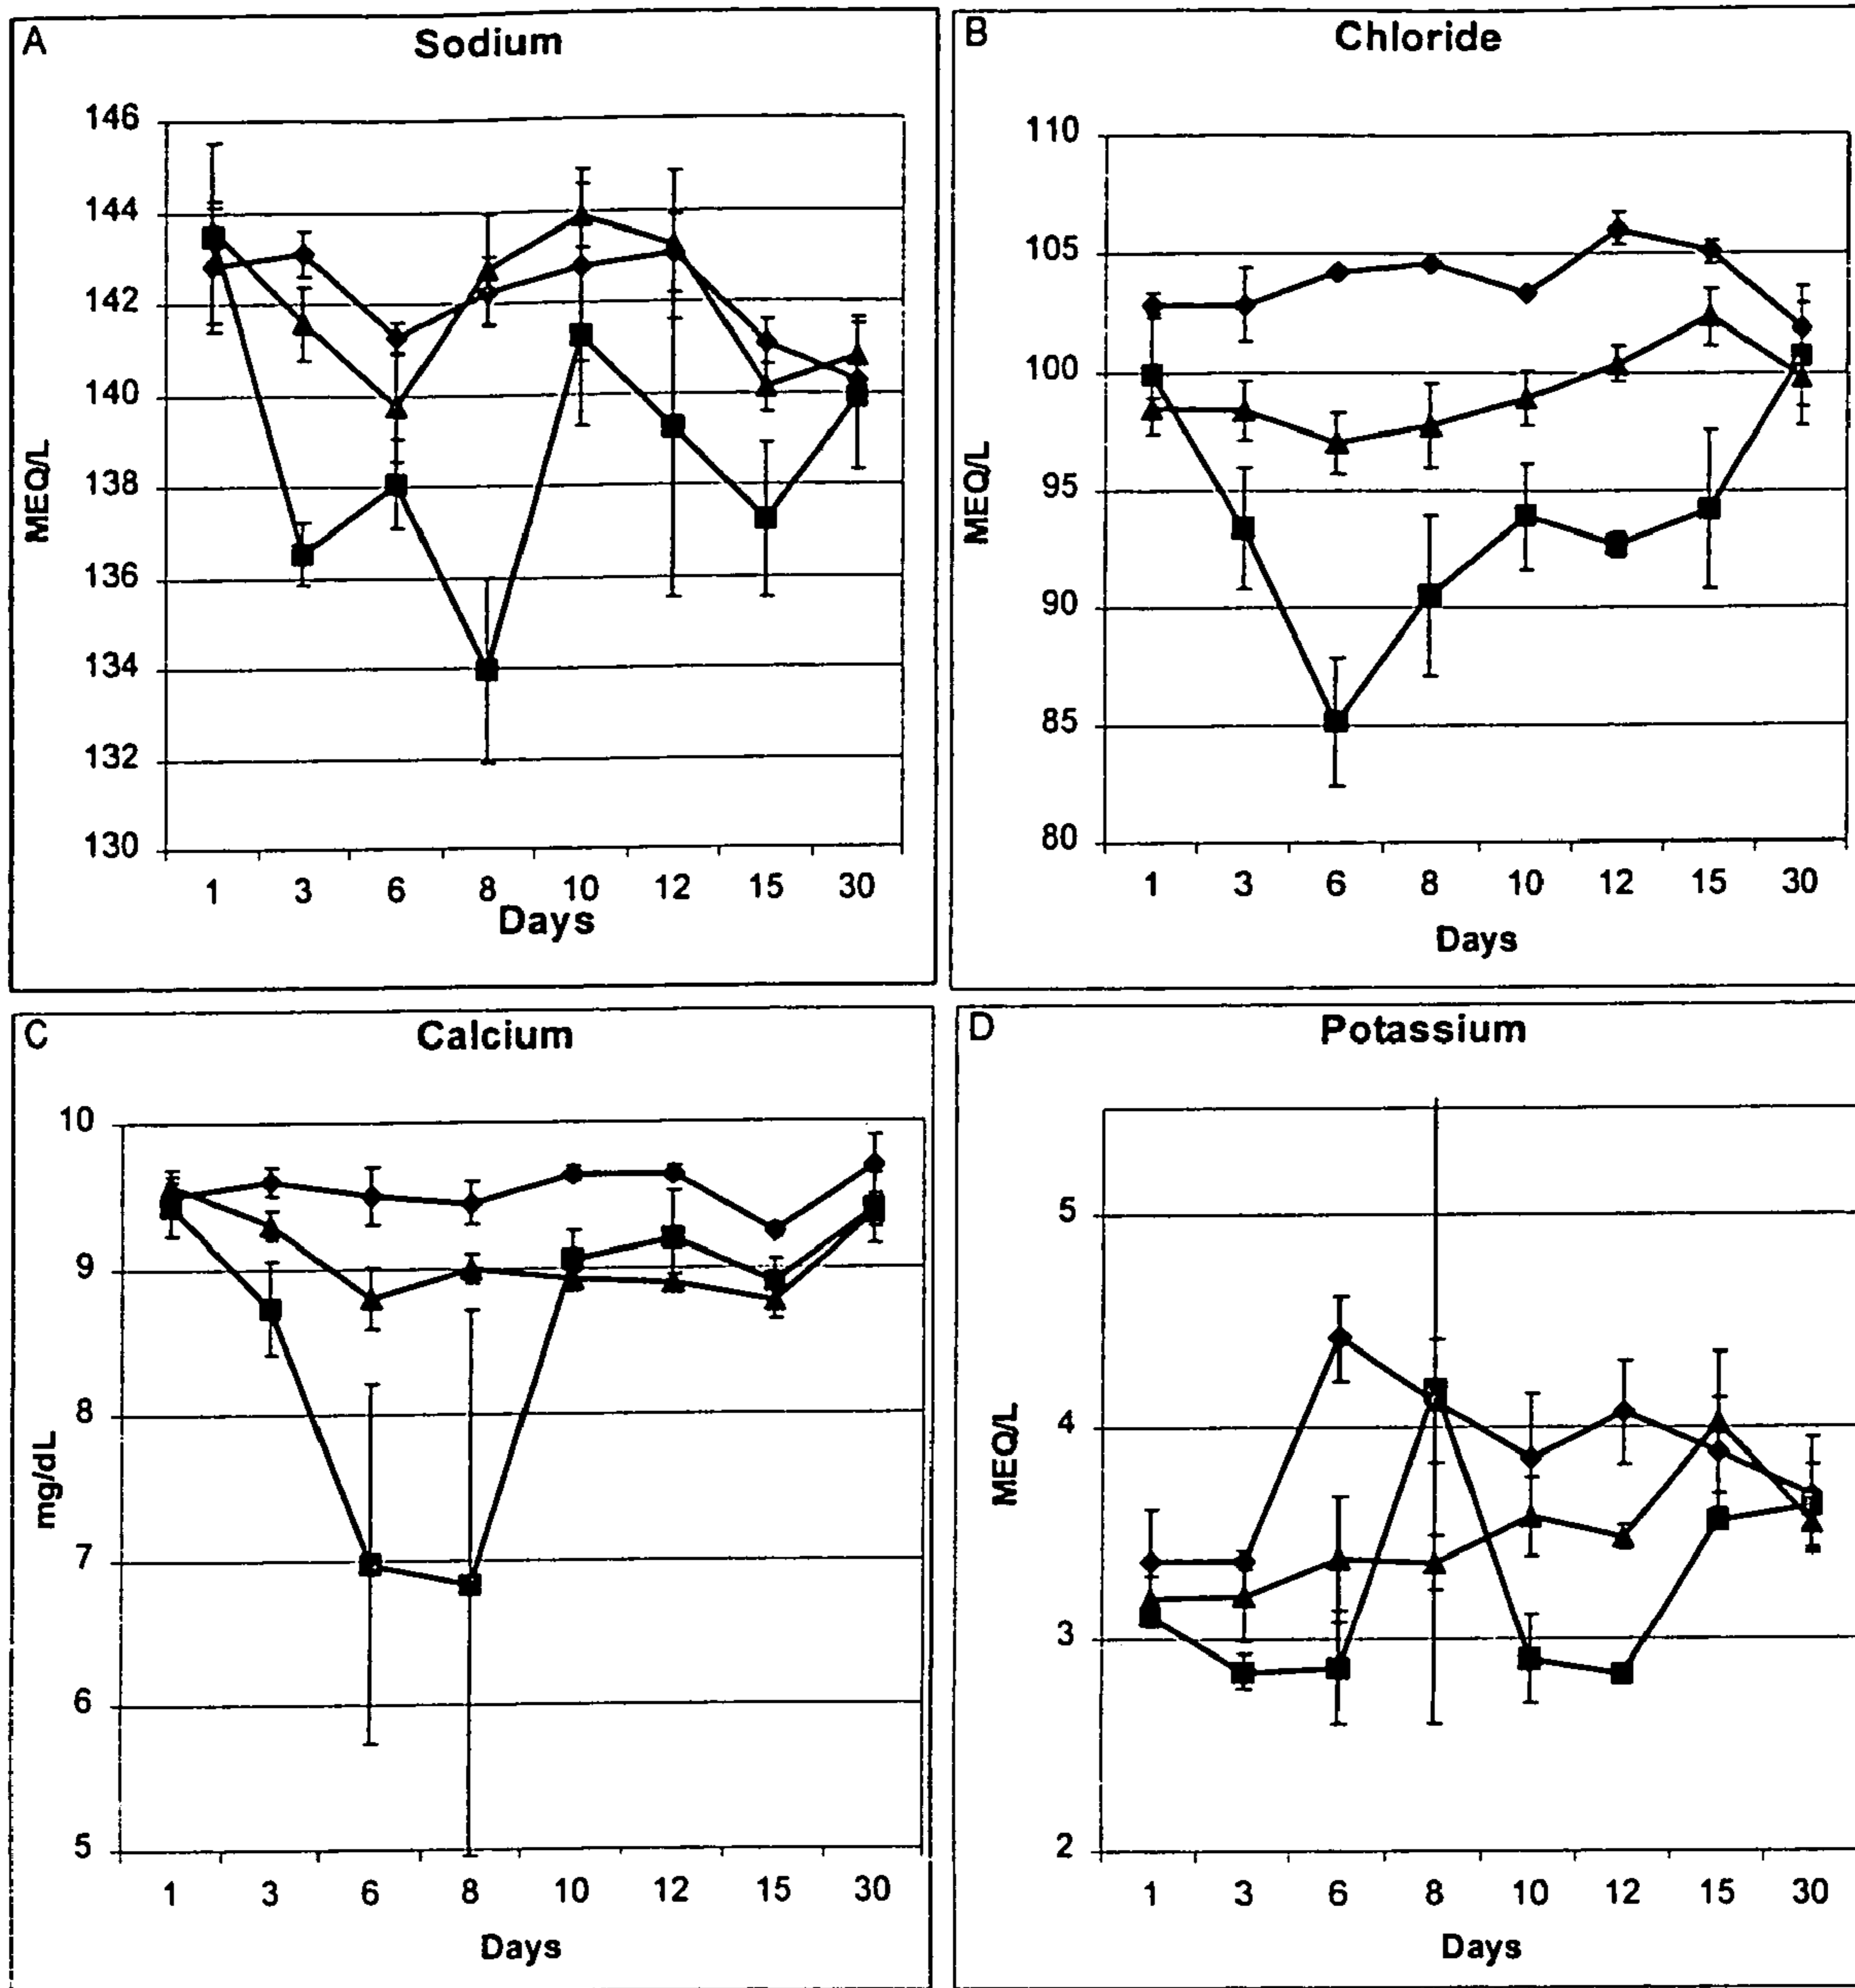 A
Sodium
146
144
142
140
138
136
134
132
130
MEQ/L
1 3 6 8 10 12 15 30
Days
B
Chloride
110
105
100
95
90
85
80
MEQ/L
1 3 6 8 10 12 15 30
Days
C
Calcium
10
9
8
7
6
5
mg/dL
1 3 6 8 10 12 15 30
Days
D
Potassium
5
4
3
2
MEQ/L
1 3 6 8 10 12 15 30
Days